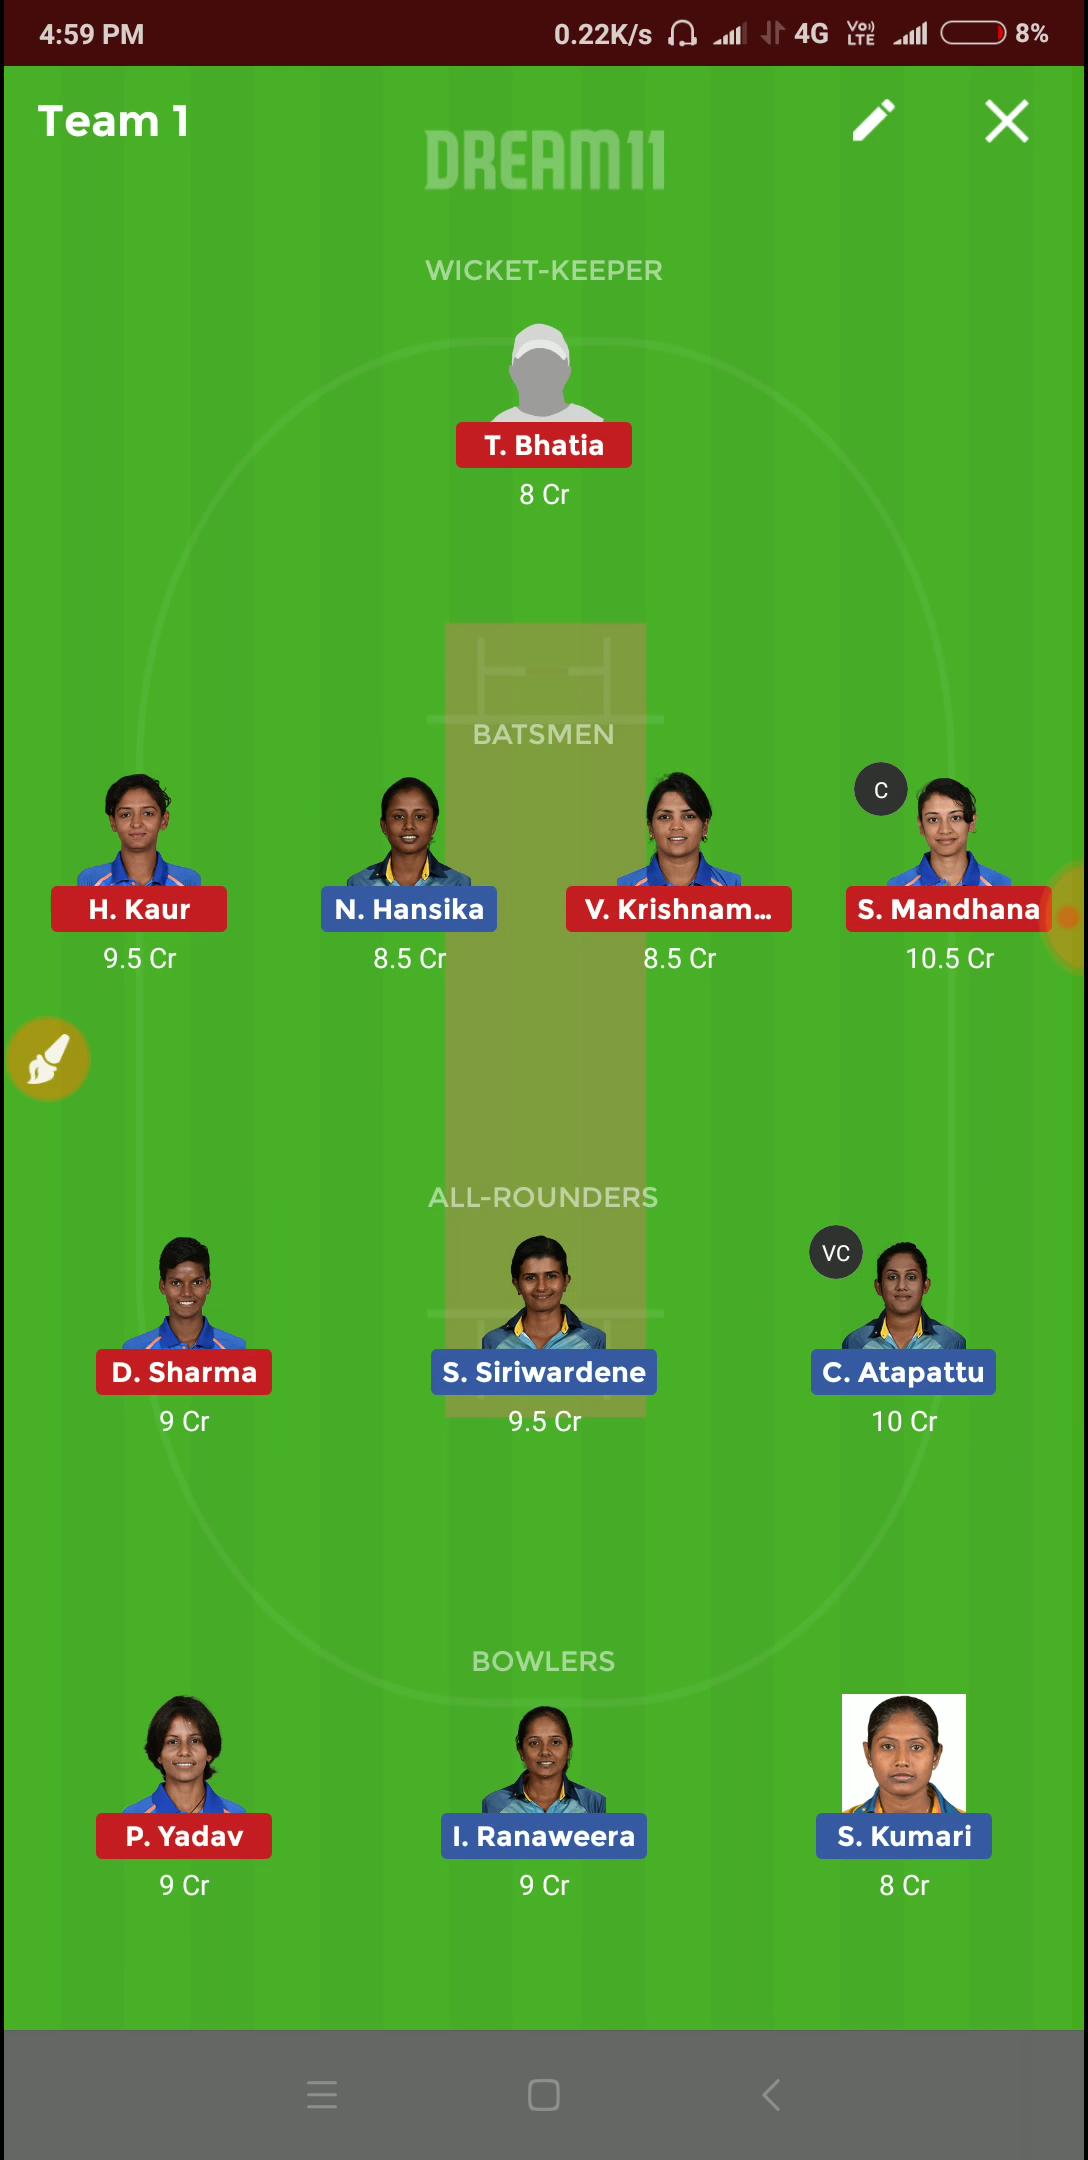 4:59 PM 0.22K/s 4G Vo) LTE 8%
Team 1
DREAM11
WICKET-KEEPER
T. Bhatia
8 Cr
BATSMEN
C
H. Kaur N. Hansika V. Krishnam... S. Mandhana
9.5 Cr 8.5 Cr 8.5 Cr 10.5 Cr
ALL-ROUNDERS
VC
D. Sharma S. Siriwardene C. Atapattu
9 Cr 9.5 Cr 10 Cr
BOWLERS
P. Yadav I. Ranaweera S. Kumari
9 Cr 9 Cr 8 Cr